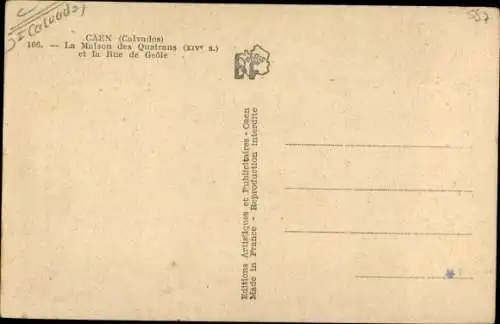 (Calvados)
557
CAEN (Calvados)
166. — La Maison des Quatrans (XIVe s.)
et la Rue de Geôle
Editions Artistiques et Publicitaires - Caen
Made in France - Reproduction interdite